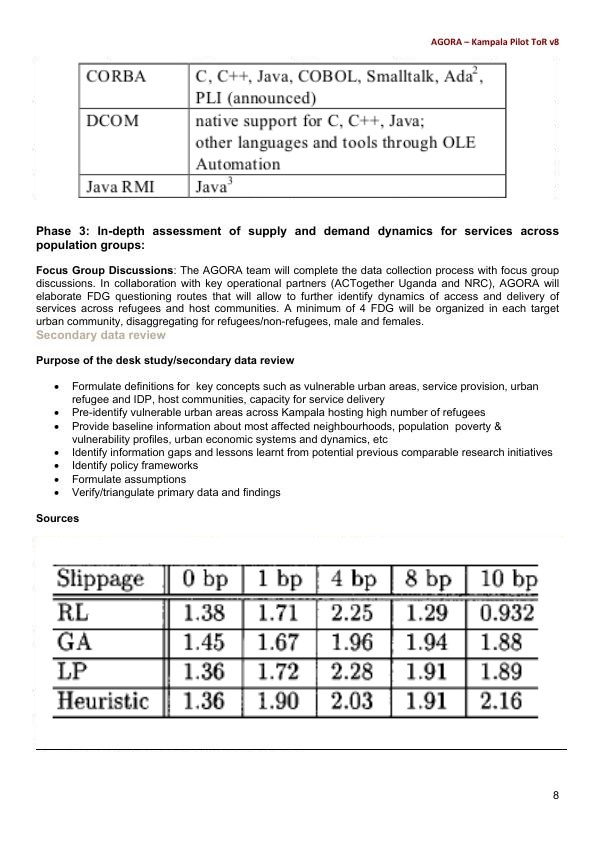 AGORA – Kampala Pilot ToR v8
CORBA C, C++, Java, COBOL, Smalltalk, Ada2,
PLI (announced)
DCOM native support for C, C++, Java;
other languages and tools through OLE
Automation
Java RMI Java3
Phase 3: In-depth assessment of supply and demand dynamics for services across
population groups:
Focus Group Discussions: The AGORA team will complete the data collection process with focus group
discussions. In collaboration with key operational partners (ACTogether Uganda and NRC), AGORA will
elaborate FDG questioning routes that will allow to further identify dynamics of access and delivery of
services across refugees and host communities. A minimum of 4 FDG will be organized in each target
urban community, disaggregating for refugees/non-refugees, male and females.
Secondary data review
Purpose of the desk study/secondary data review
• Formulate definitions for key concepts such as vulnerable urban areas, service provision, urban
refugee and IDP, host communities, capacity for service delivery
• Pre-identify vulnerable urban areas across Kampala hosting high number of refugees
• Provide baseline information about most affected neighbourhoods, population poverty &
vulnerability profiles, urban economic systems and dynamics, etc
• Identify information gaps and lessons learnt from potential previous comparable research initiatives
• Identify policy frameworks
• Formulate assumptions
• Verify/triangulate primary data and findings
Sources
Slippage 0 bp 1 bp 4 bp 8 bp 10 bp
RL 1.38 1.71 2.25 1.29 0.932
GA 1.45 1.67 1.96 1.94 1.88
LP 1.36 1.72 2.28 1.91 1.89
Heuristic 1.36 1.90 2.03 1.91 2.16
8